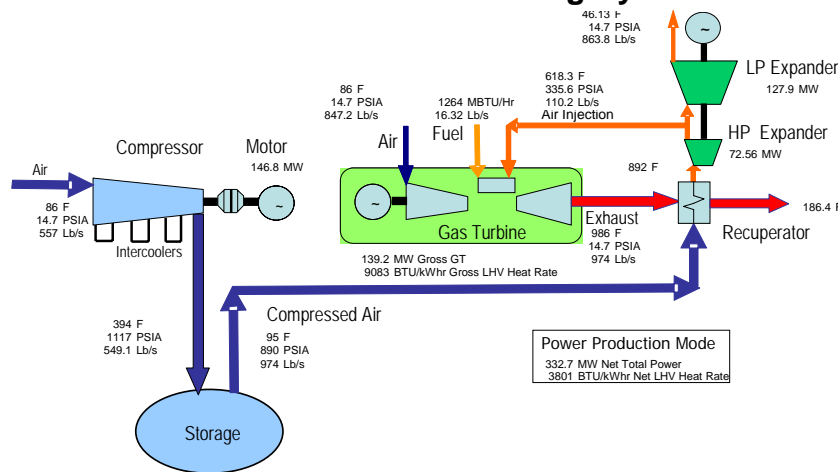 46.13 F
14.7 PSIA
863.8 Lb/s
~
LP Expander
127.9 MW
618.3 F
335.6 PSIA
110.2 Lb/s
Air Injection
86 F
14.7 PSIA
847.2 Lb/s
1264 MBTU/Hr
16.32 Lb/s
Air
Fuel
HP Expander
72.56 MW
Compressor
Motor
146.8 MW
892 F
Air
86 F
14.7 PSIA
557 Lb/s
~
~
Intercoolers
Gas Turbine
Exhaust
986 F
14.7 PSIA
974 Lb/s
186.4 F
Recuperator
139.2 MW Gross GT
9083 BTU/kWhr Gross LHV Heat Rate
Compressed Air
394 F
1117 PSIA
549.1 Lb/s
95 F
890 PSIA
974 Lb/s
Power Production Mode
332.7 MW Net Total Power
3801 BTU/kWhr Net LHV Heat Rate
Storage